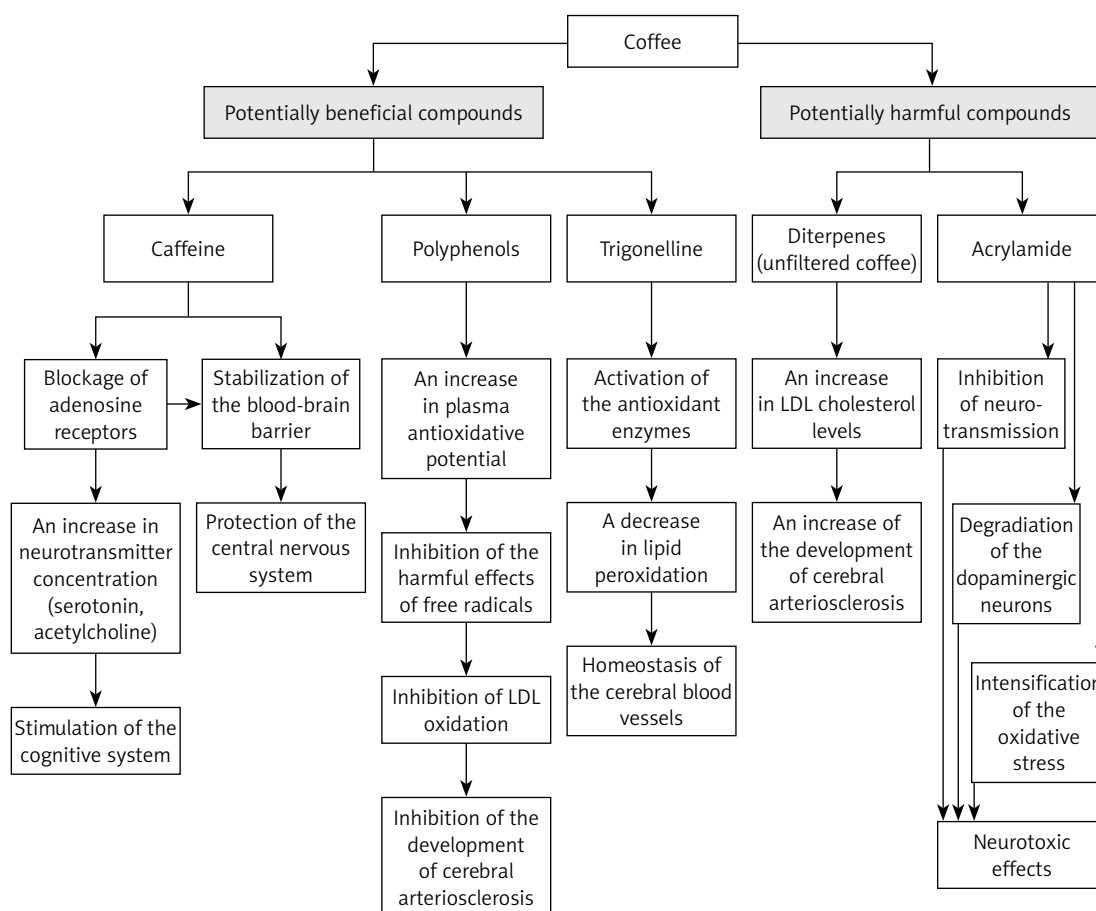 Coffee
Potentially beneficial compounds
Potentially harmful compounds
Caffeine
Polyphenols
Trigonelline
Diterpenes
(unfiltered coffee)
Acrylamide
Blockage of
adenosine
receptors
Stabilization of
the blood-brain
barrier
An increase
in plasma
antioxidative
potential
Activation of
the antioxidant
enzymes
An increase
in LDL cholesterol
levels
Inhibition
of neuro-
transmission
An increase in
neurotransmitter
concentration
(serotonin,
acetylcholine)
Protection of the
central nervous
system
Inhibition of the
harmful effects
of free radicals
A decrease
in lipid
peroxidation
An increase of
the development
of cerebral
arteriosclerosis
Degradiation
of the
dopaminergic
neurons
Stimulation of the
cognitive system
Inhibition of LDL
oxidation
Homeostasis of
the cerebral blood
vessels
Intensification
of the
oxidative
stress
Inhibition of the
development
of cerebral
arteriosclerosis
Neurotoxic
effects